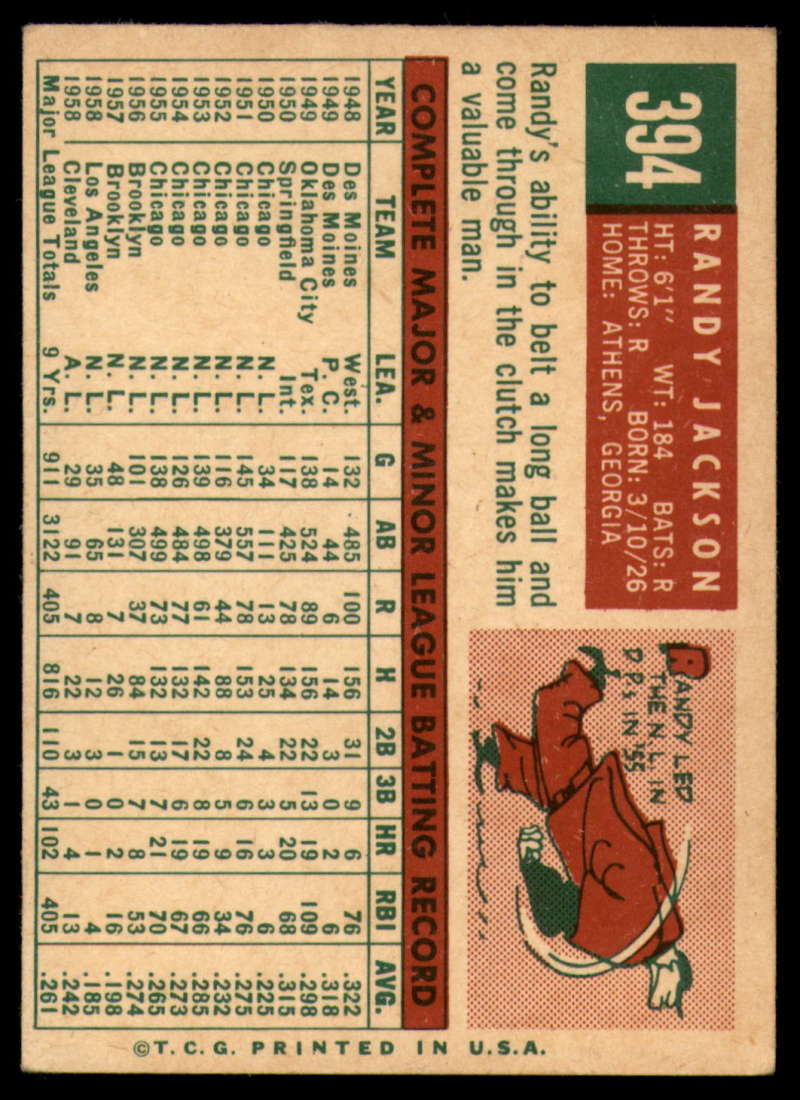 394
RANDY JACKSON
HT: 6'1" WT: 184 BATS: R
THROWS: R BORN: 3/10/26
HOME: ATHENS, GEORGIA
Randy's ability to belt a long ball and
come through in the clutch makes him
a valuable man.
RANDY LED
THE N.L. IN
D.P.s IN '55
COMPLETE MAJOR & MINOR LEAGUE BATTING RECORD
YEAR TEAM LEA. G AB R H 2B 3B HR RBI AVG.
1948 Des Moines West. 132 485 100 156 31 9 6 76 .322
1949 Des Moines P. C. 14 44 6 14 3 0 2 6 .318
1949 Oklahoma City Tex. 138 524 89 156 22 13 19 109 .298
1950 Springfield Int. 117 425 78 134 22 5 20 68 .315
1950 Chicago N. L. 34 111 13 25 4 3 3 6 .225
1951 Chicago N. L. 145 557 78 153 24 6 16 76 .275
1952 Chicago N. L. 116 379 44 88 8 5 9 34 .232
1953 Chicago N. L. 139 498 61 142 22 8 19 66 .285
1954 Chicago N. L. 126 484 77 132 17 6 19 67 .273
1955 Chicago N. L. 138 499 73 132 13 7 21 70 .265
1956 Brooklyn N. L. 101 307 37 84 15 7 8 53 .274
1957 Brooklyn N. L. 48 131 7 26 1 0 2 16 .198
1958 Los Angeles N. L. 35 65 8 12 3 0 1 4 .185
1958 Cleveland A. L. 29 91 7 22 3 1 4 13 .242
Major League Totals 9 Yrs. 911 3122 405 816 110 43 102 405 .261
©T.C.G. PRINTED IN U.S.A.